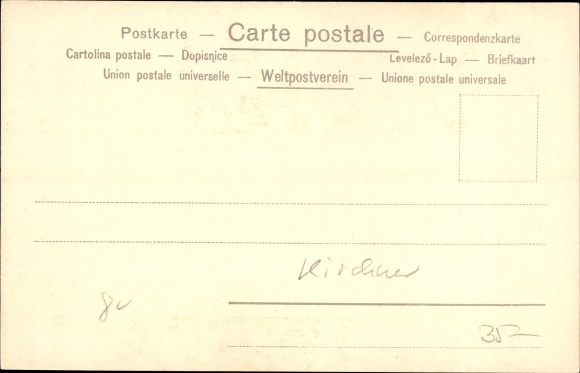 Postkarte — Carte postale — Correspondenzkarte
Cartolina postale — Dopisnice Levelező-Lap — Briefkaart
Union postale universelle — Weltpostverein — Unione postale universale
Kirchner
35.-